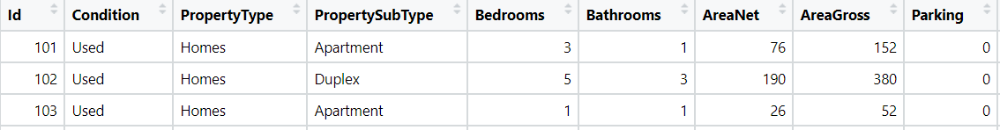 Id Condition PropertyType PropertySubType Bedrooms Bathrooms AreaNet AreaGross Parking
101 Used Homes Apartment 3 1 76 152 0
102 Used Homes Duplex 5 3 190 380 0
103 Used Homes Apartment 1 1 26 52 0